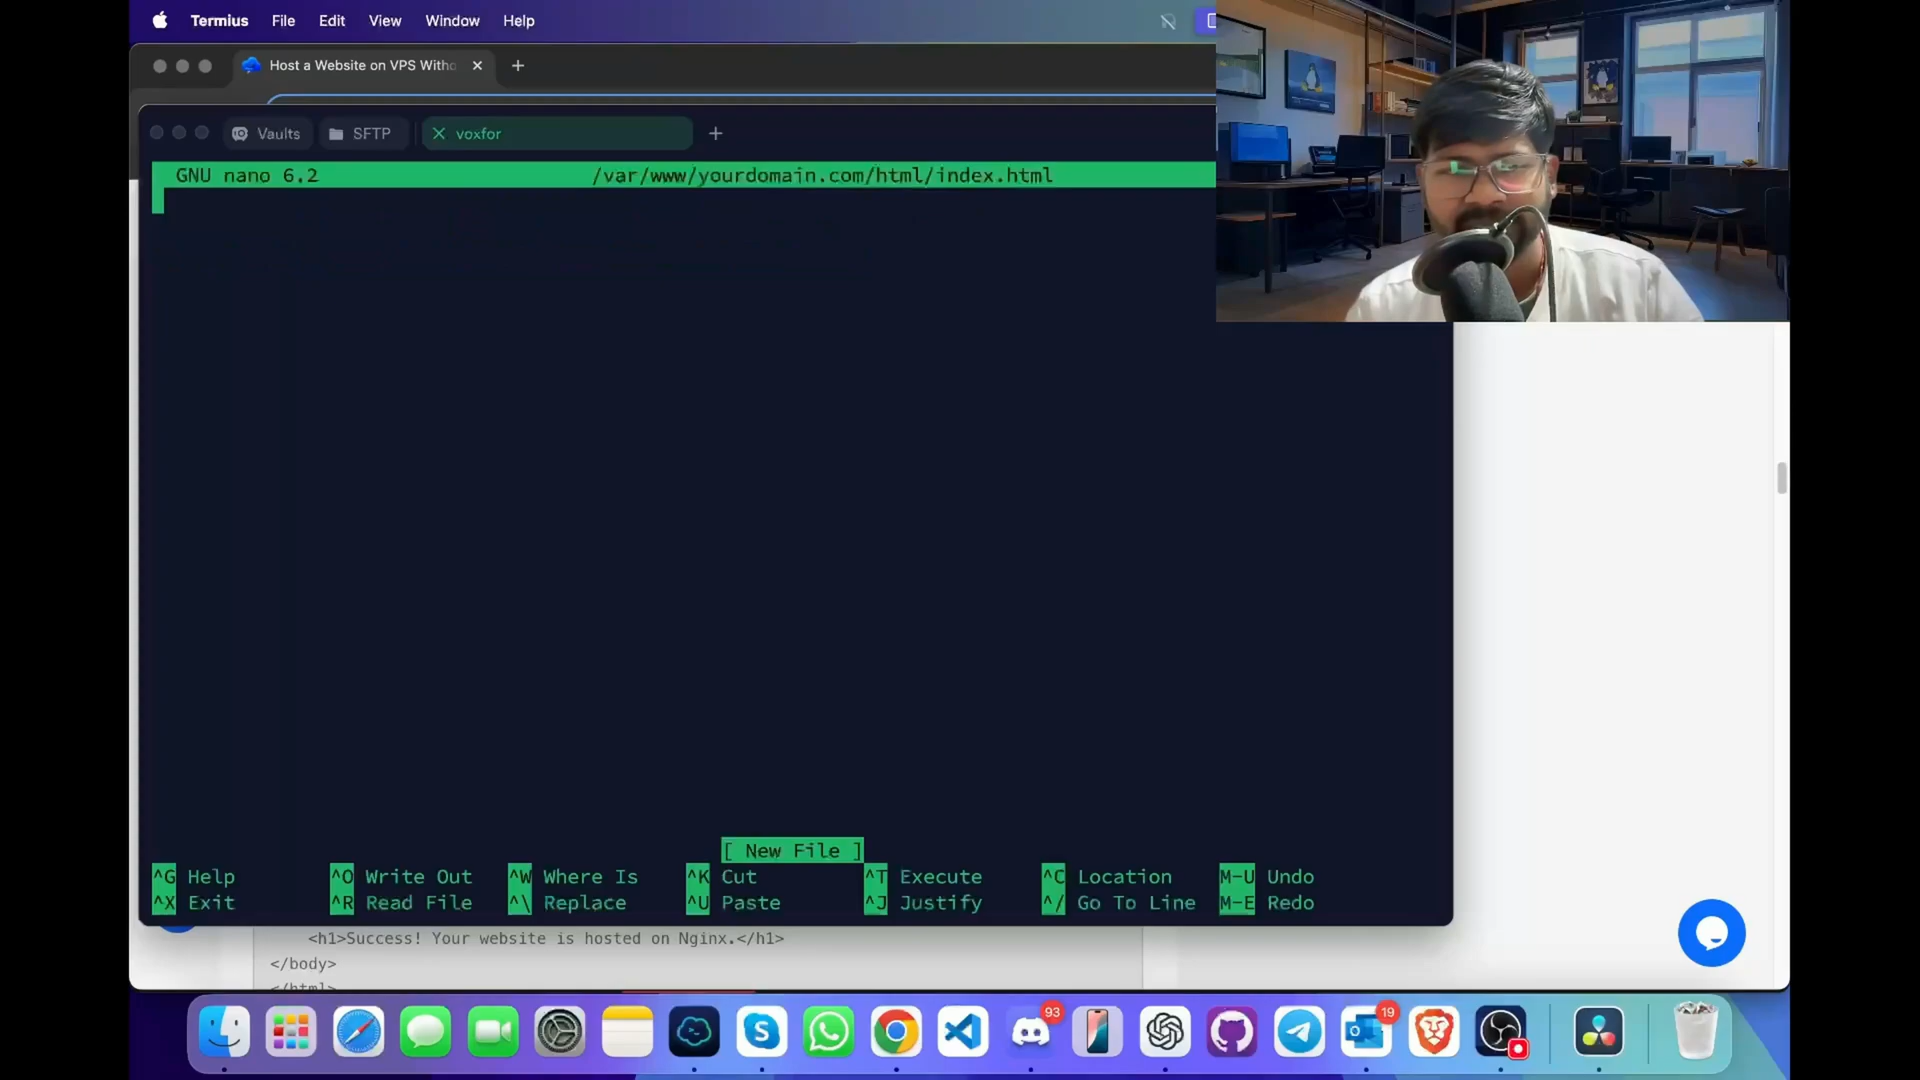 Termius File Edit View Window Help
Host a Website on VPS Witho
Vaults SFTP voxfor
GNU nano 6.2 /var/www/yourdomain.com/html/index.html
[ New File ]
^G Help ^O Write Out ^W Where Is ^K Cut ^T Execute ^C Location M-U Undo
^X Exit ^R Read File ^\ Replace ^U Paste ^J Justify ^/ Go To Line M-E Redo
<h1>Success! Your website is hosted on Nginx.</h1>
</body>
</html>
93
19